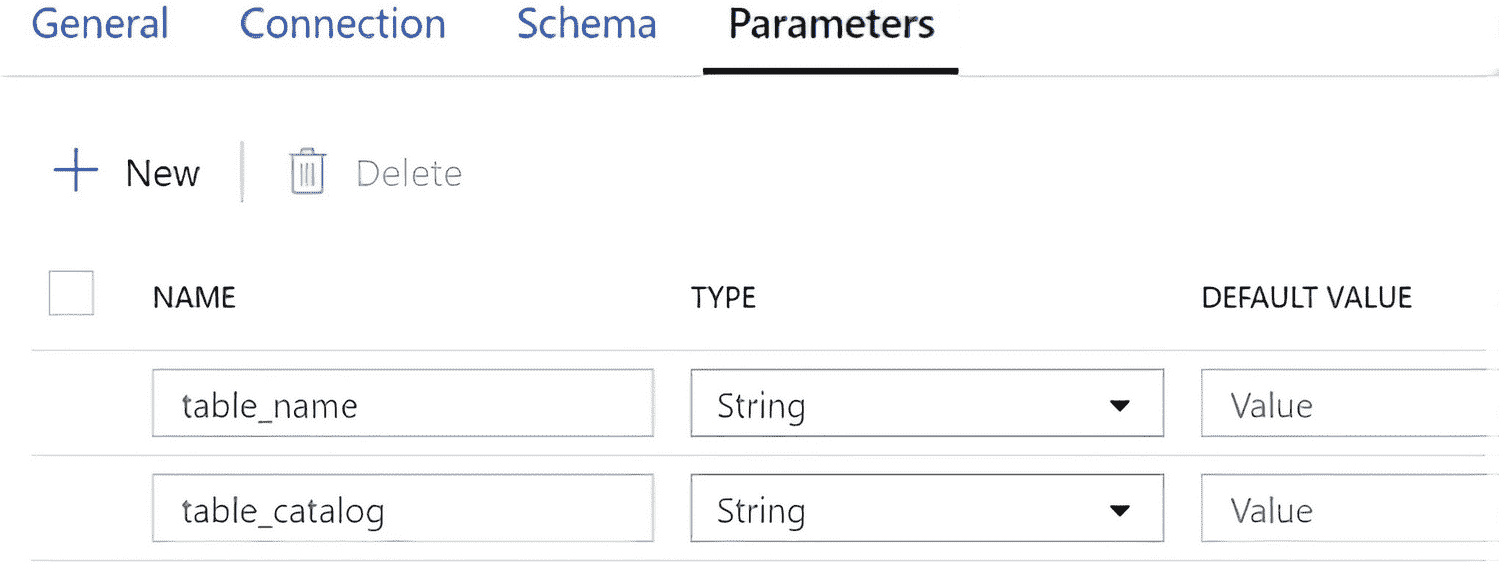 General Connection Schema Parameters
New Delete
NAME TYPE DEFAULT VALUE
table_name String Value
table_catalog String Value